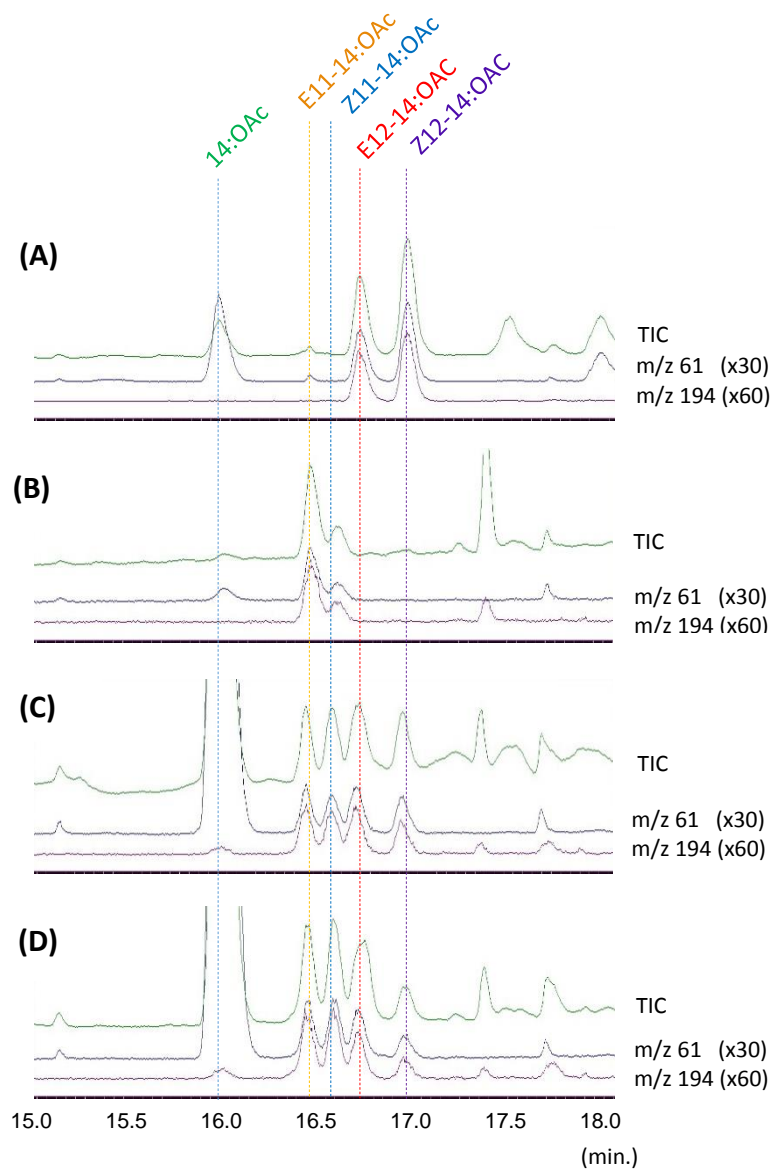 14:OAc
E11-14:OAc
Z11-14:OAc
E12-14:OAC
Z12-14:OAC
(A)
TIC
m/z 61 (x30)
m/z 194 (x60)
(B)
TIC
m/z 61 (x30)
m/z 194 (x60)
(C)
TIC
m/z 61 (x30)
m/z 194 (x60)
(D)
TIC
m/z 61 (x30)
m/z 194 (x60)
15.0 15.5 16.0 16.5 17.0 17.5 18.0
(min.)